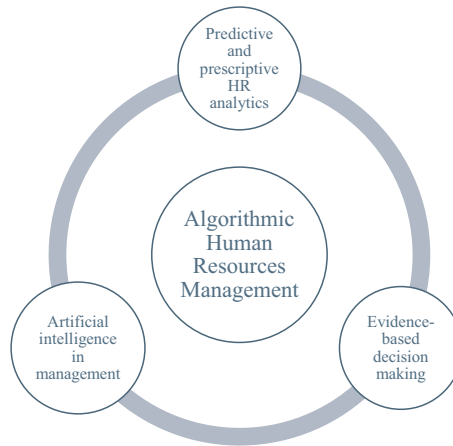 Predictive
and
prescriptive
HR
analytics
Algorithmic
Human
Resources
Management
Artificial
intelligence
in
management
Evidence-
based
decision
making